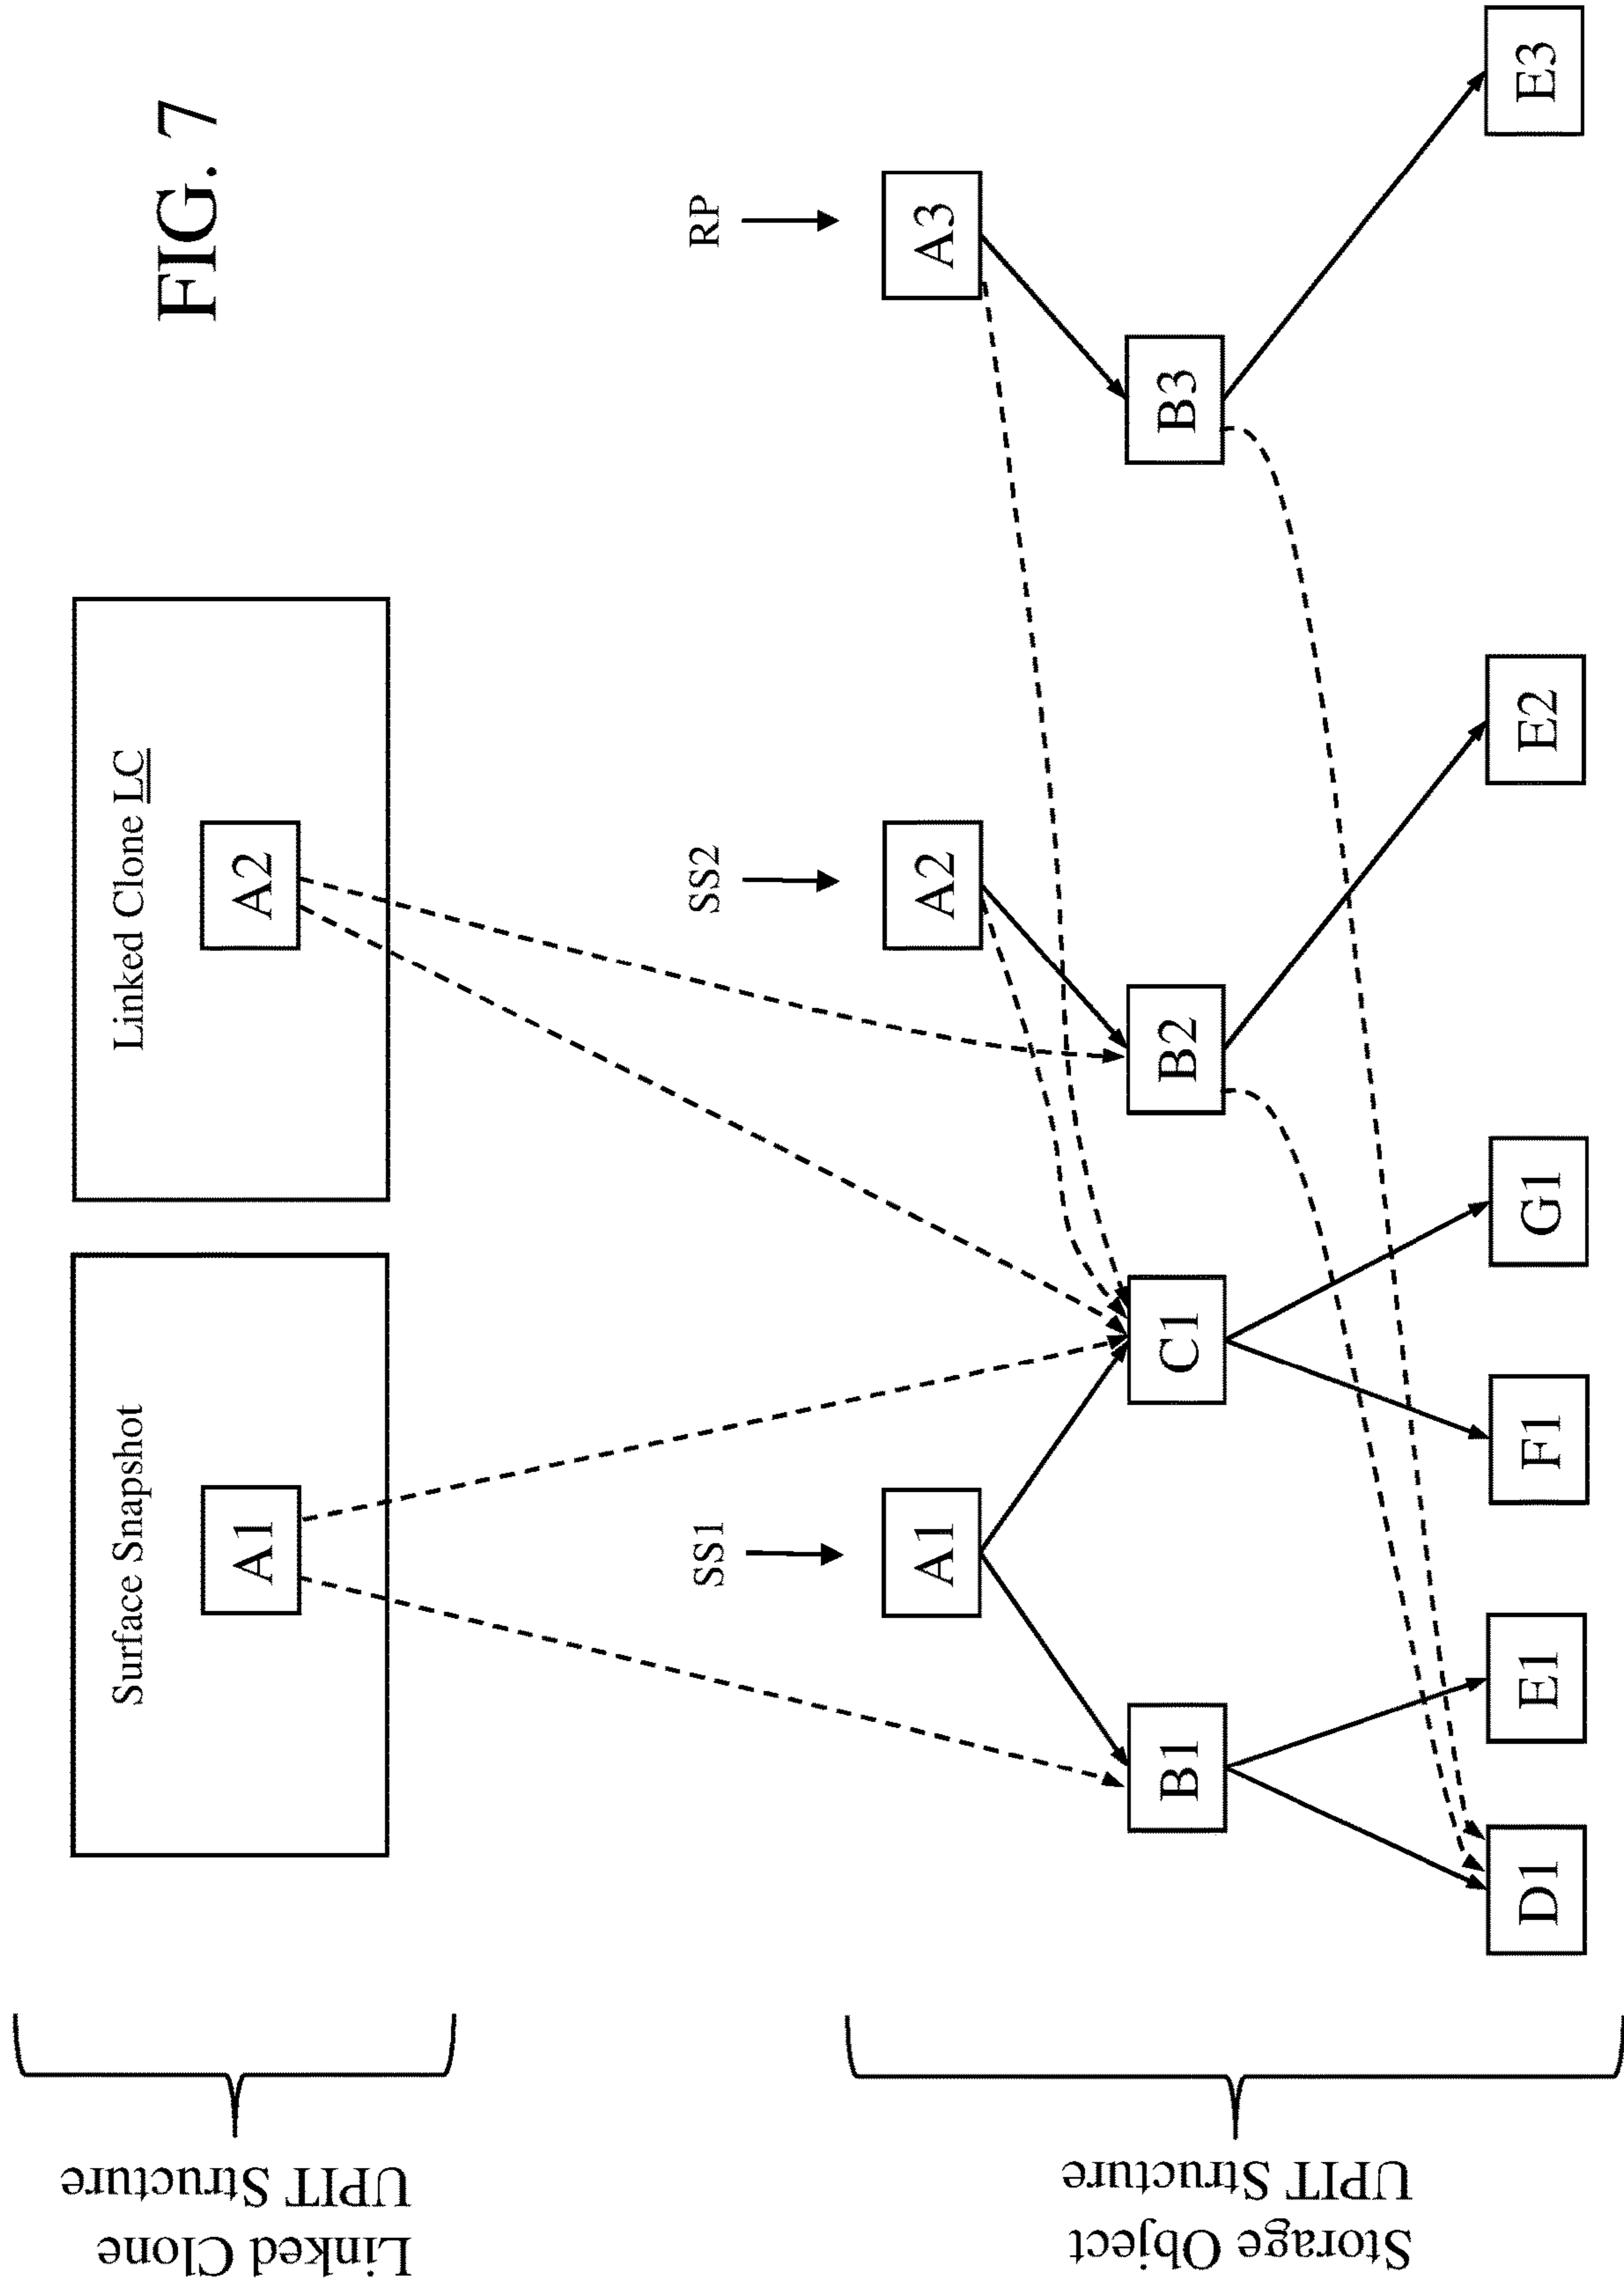 FIG. 7
Linked Clone
UPIT Structure
Surface Snapshot
A1
Linked Clone LC
A2
Storage Object
UPIT Structure
SS1
SS2
RP
A1
A2
A3
B1
C1
B2
B3
D1
E1
F1
G1
E2
E3